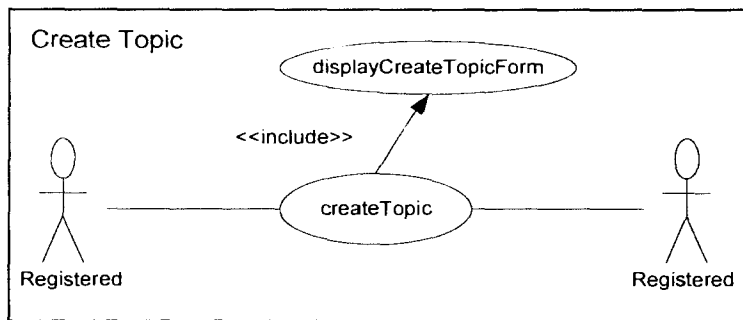 Create Topic
displayCreateTopicForm
<<include>>
createTopic
Registered
Registered